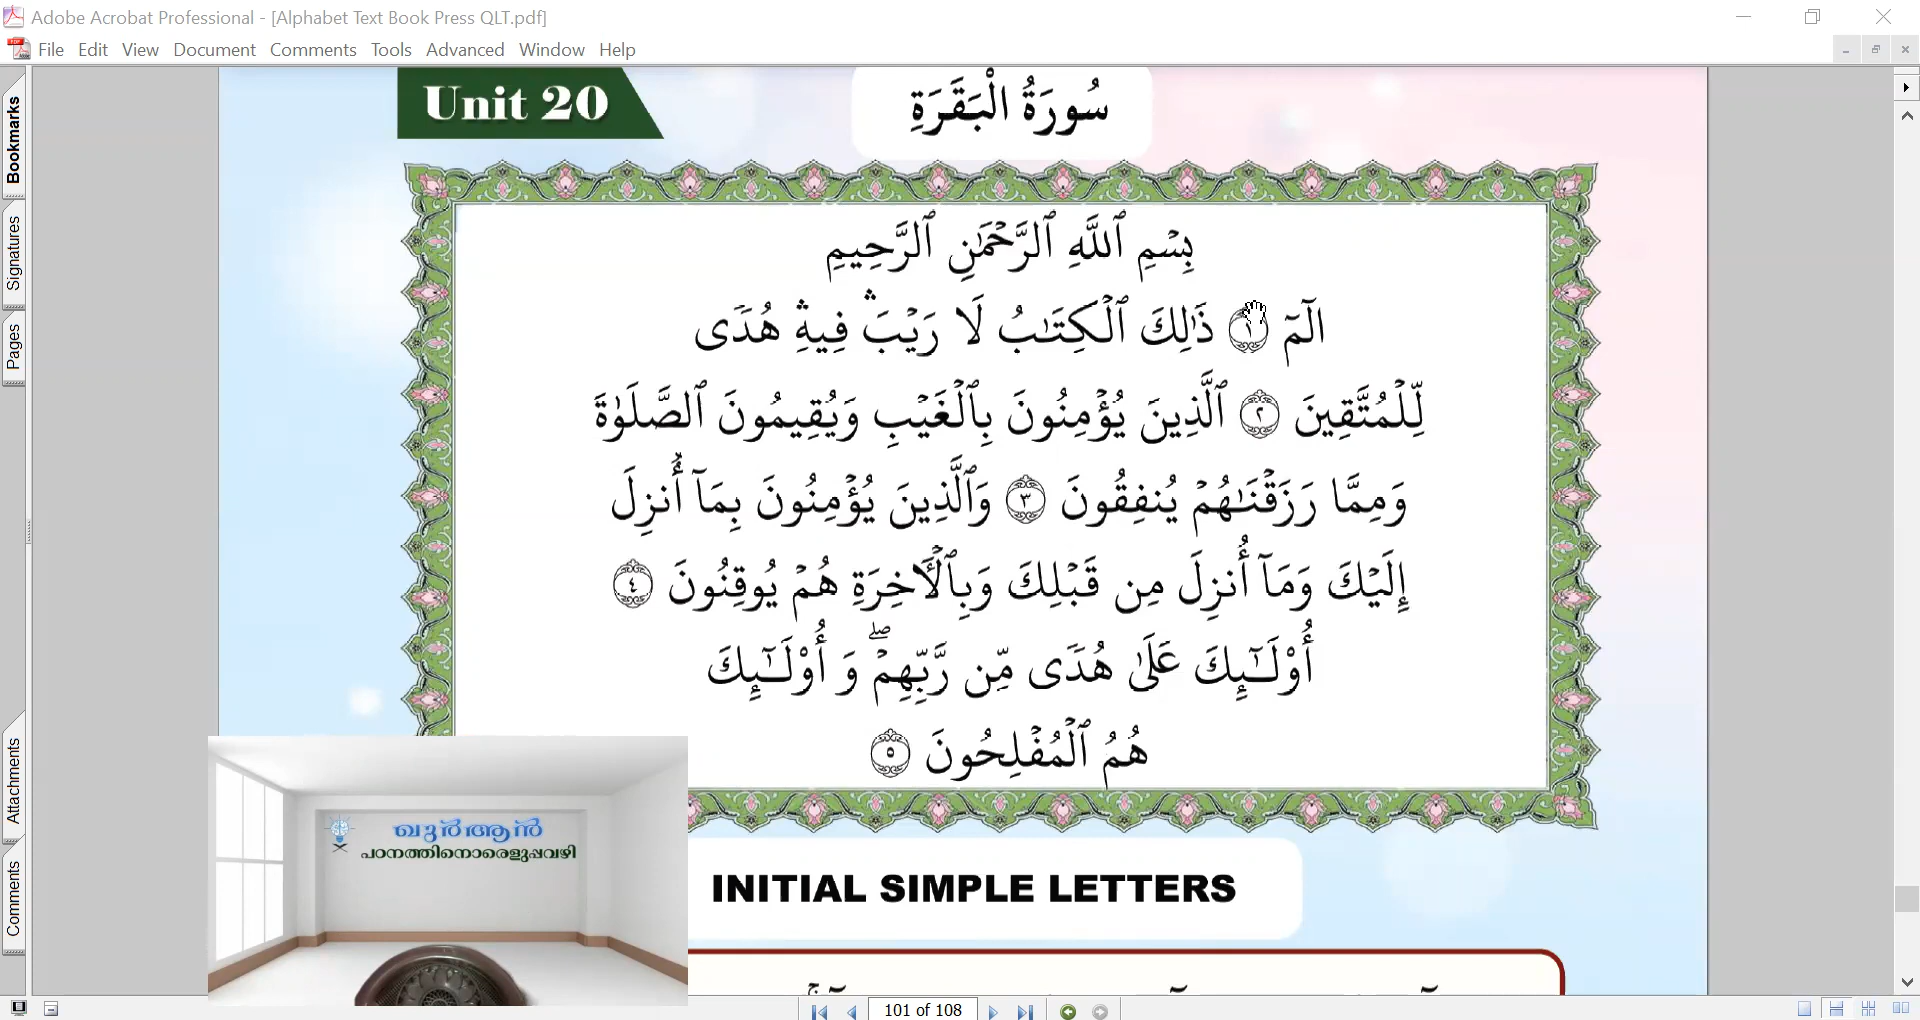 Adobe Acrobat Professional - [Alphabet Text Book Press QLT.pdf]
File Edit View Document Comments Tools Advanced Window Help
Bookmarks
Signatures
Pages
Attachments
Comments
Unit 20
سُورَةُ الْبَقَرَةِ
بِسْمِ ٱللَّهِ ٱلرَّحْمَٰنِ ٱلرَّحِيمِ
الٓمٓ ١ ذَٰلِكَ ٱلْكِتَٰبُ لَا رَيْبَ ۛ فِيهِ ۛ هُدًى
لِّلْمُتَّقِينَ ٢ ٱلَّذِينَ يُؤْمِنُونَ بِٱلْغَيْبِ وَيُقِيمُونَ ٱلصَّلَوٰةَ
وَمِمَّا رَزَقْنَٰهُمْ يُنفِقُونَ ٣ وَٱلَّذِينَ يُؤْمِنُونَ بِمَآ أُنزِلَ
إِلَيْكَ وَمَآ أُنزِلَ مِن قَبْلِكَ وَبِٱلْأَخِرَةِ هُمْ يُوقِنُونَ ٤
أُوْلَٰٓئِكَ عَلَىٰ هُدًى مِّن رَّبِّهِمْ ۖ وَ أُوْلَٰٓئِكَ
هُمُ ٱلْمُفْلِحُونَ ٥
ഖുർആൻ
പഠനത്തിനൊരെളുപ്പവഴി
INITIAL SIMPLE LETTERS
101 of 108